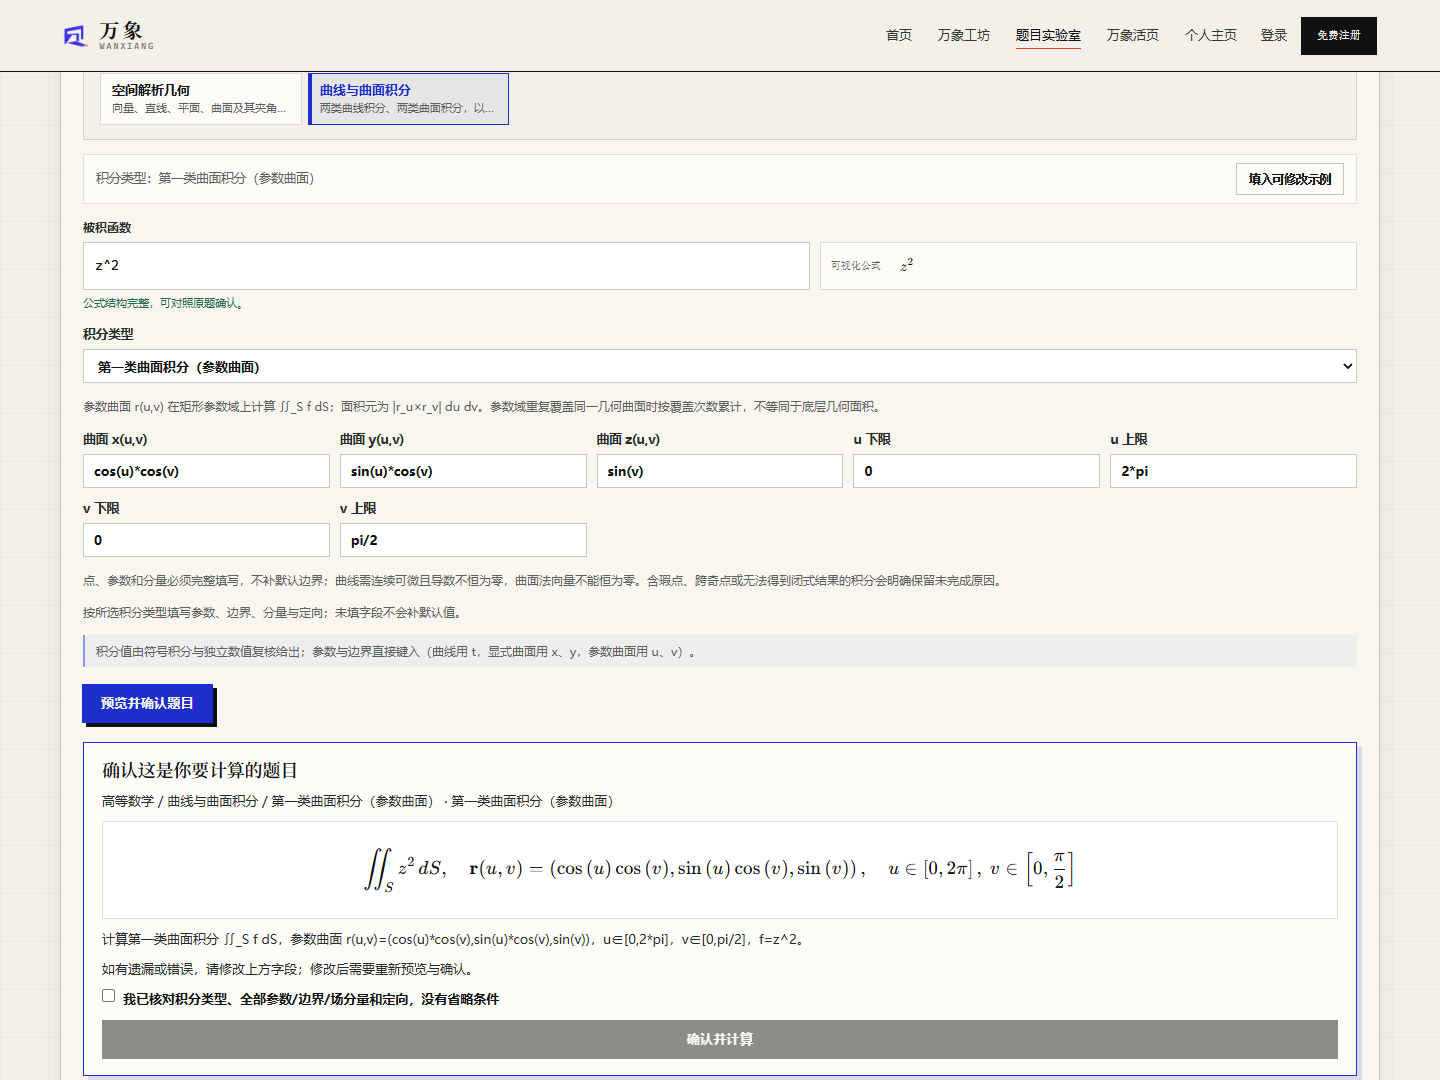 万象
WANXIANG
首页
万象工坊
题目实验室
万象活页
个人主页
登录
免费注册
空间解析几何
向量、直线、平面、曲面及其夹角...
曲线与曲面积分
两类曲线积分、两类曲面积分，以...
积分类型：第一类曲面积分（参数曲面）
填入可修改示例
被积函数
z^2
可视化公式 z²
公式结构完整，可对照原题确认。
积分类型
第一类曲面积分（参数曲面）
参数曲面 r(u,v) 在矩形参数域上计算 ∬_S f dS；面积元为 |r_u×r_v| du dv。参数域重复覆盖同一几何曲面时按覆盖次数累计，不等同于底层几何面积。
曲面 x(u,v)
曲面 y(u,v)
曲面 z(u,v)
u 下限
u 上限
cos(u)*cos(v)
sin(u)*cos(v)
sin(v)
0
2*pi
v 下限
v 上限
0
pi/2
点、参数和分量必须完整填写，不补默认边界；曲线需连续可微且导数不恒为零，曲面法向量不能恒为零。含瑕点、跨奇点或无法得到闭式结果的积分会明确保留未完成原因。
按所选积分类型填写参数、边界、分量与定向；未填字段不会补默认值。
积分值由符号积分与独立数值复核给出；参数与边界直接键入（曲线用 t，显式曲面用 x、y，参数曲面用 u、v）。
预览并确认题目
确认这是你要计算的题目
高等数学 / 曲线与曲面积分 / 第一类曲面积分（参数曲面） · 第一类曲面积分（参数曲面）
∬_S z² dS, r(u, v) = (cos (u) cos (v), sin (u) cos (v), sin (v)), u ∈ [0, 2π], v ∈ [0, π/2]
计算第一类曲面积分 ∬_S f dS，参数曲面 r(u,v)=(cos(u)*cos(v),sin(u)*cos(v),sin(v))，u∈[0,2*pi]，v∈[0,pi/2]，f=z^2。
如有遗漏或错误，请修改上方字段；修改后需要重新预览与确认。
我已核对积分类型、全部参数/边界/场分量和定向，没有省略条件
确认并计算